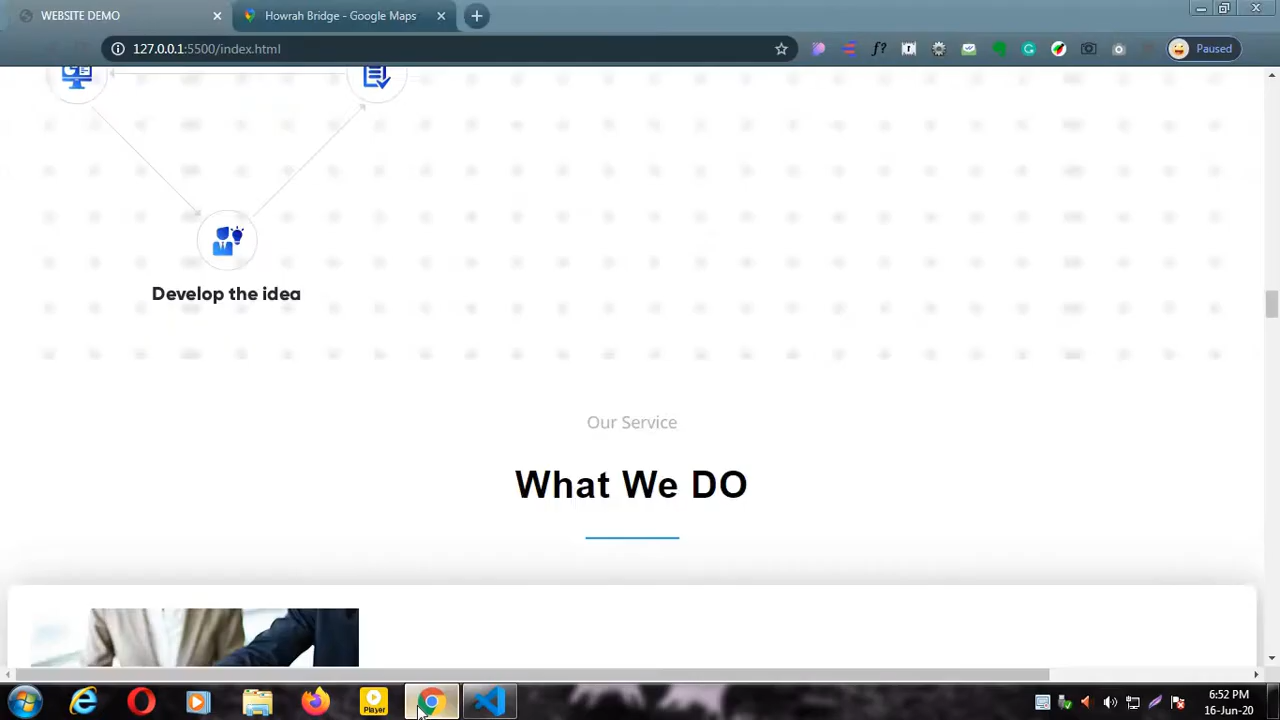 WEBSITE DEMO
Howrah Bridge - Google Maps
127.0.0.1:5500/index.html
f?
Paused
Develop the idea
Our Service
What We DO
Player
6:52 PM
16-Jun-20